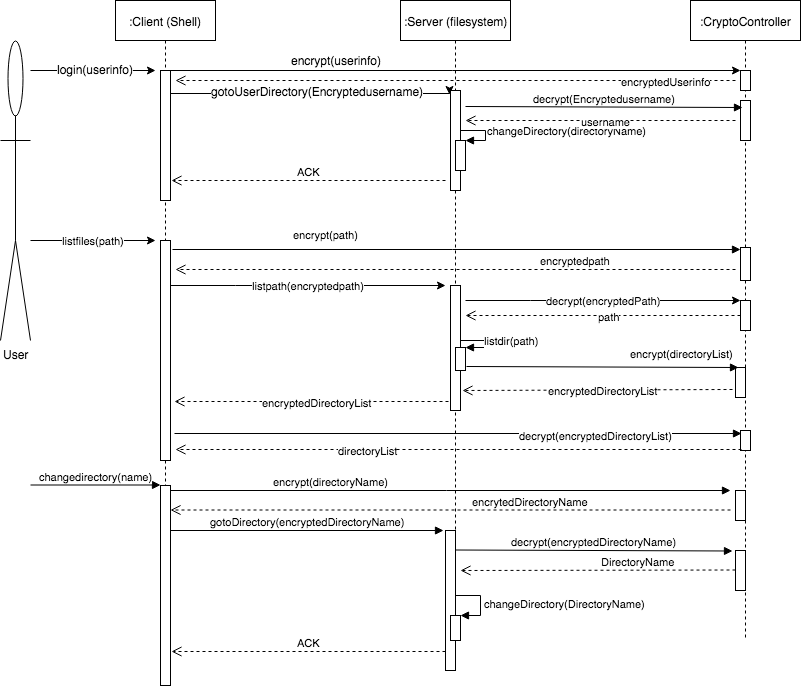 :Client (Shell)
:Server (filesystem)
:CryptoController
encrypt(userinfo)
login(userinfo)
encryptedUserinfo
gotoUserDirectory(Encryptedusername)
decrypt(Encryptedusername)
username
changeDirectory(directoryName)
ACK
listfiles(path)
encrypt(path)
encryptedpath
listpath(encryptedpath)
decrypt(encryptedPath)
path
listdir(path)
User
encrypt(directoryList)
encryptedDirectoryList
encryptedDirectoryList
decrypt(encryptedDirectoryList)
directoryList
changedirectory(name)
encrypt(directoryName)
encrytedDirectoryName
gotoDirectory(encryptedDirectoryName)
decrypt(encryptedDirectoryName)
DirectoryName
changeDirectory(DirectoryName)
ACK